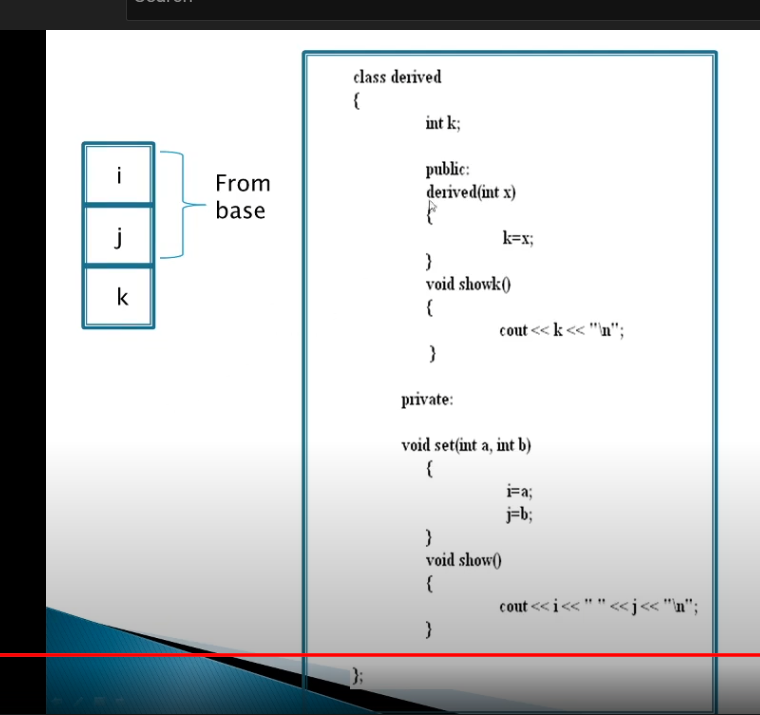 i
j
k
From
base
class derived
{
int k;
public:
derived(int x)
{
k=x;
}
void showk()
{
cout << k << "\n";
}
private:
void set(int a, int b)
{
i=a;
j=b;
}
void show()
{
cout << i << " " << j << "\n";
}
};